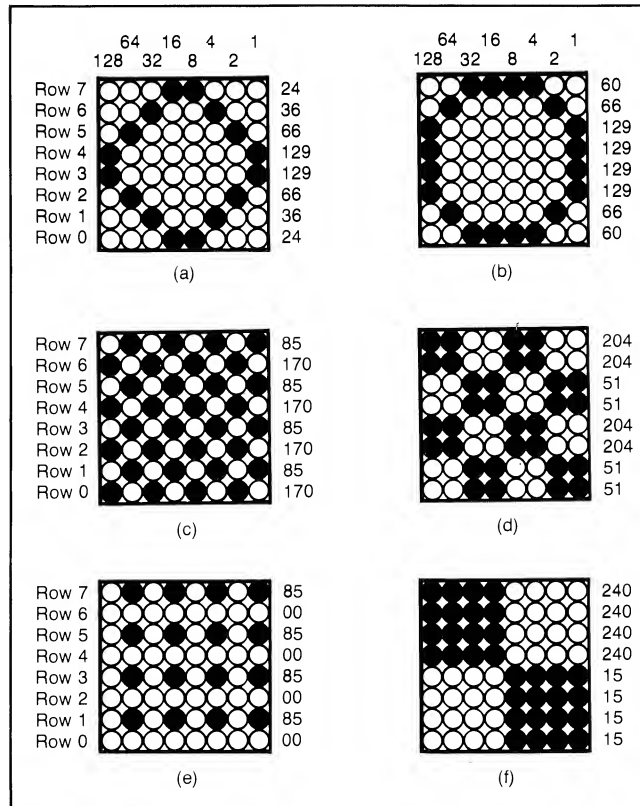 64 16 4 1
128 32 8 2
64 16 4 1
128 32 8 2
Row 7 24
Row 6 36
Row 5 66
Row 4 129
Row 3 129
Row 2 66
Row 1 36
Row 0 24
(a)
60
66
129
129
129
129
66
60
(b)
Row 7 85
Row 6 170
Row 5 85
Row 4 170
Row 3 85
Row 2 170
Row 1 85
Row 0 170
(c)
204
204
51
51
204
204
51
51
(d)
Row 7 85
Row 6 00
Row 5 85
Row 4 00
Row 3 85
Row 2 00
Row 1 85
Row 0 00
(e)
240
240
240
240
15
15
15
15
(f)